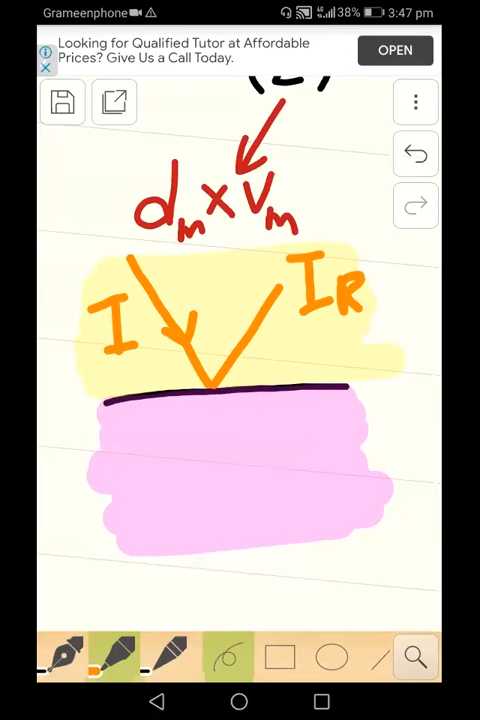 Grameenphone 38% 3:47 pm
Looking for Qualified Tutor at Affordable
Prices? Give Us a Call Today.
OPEN
(Z)
dm x Vm
I IR